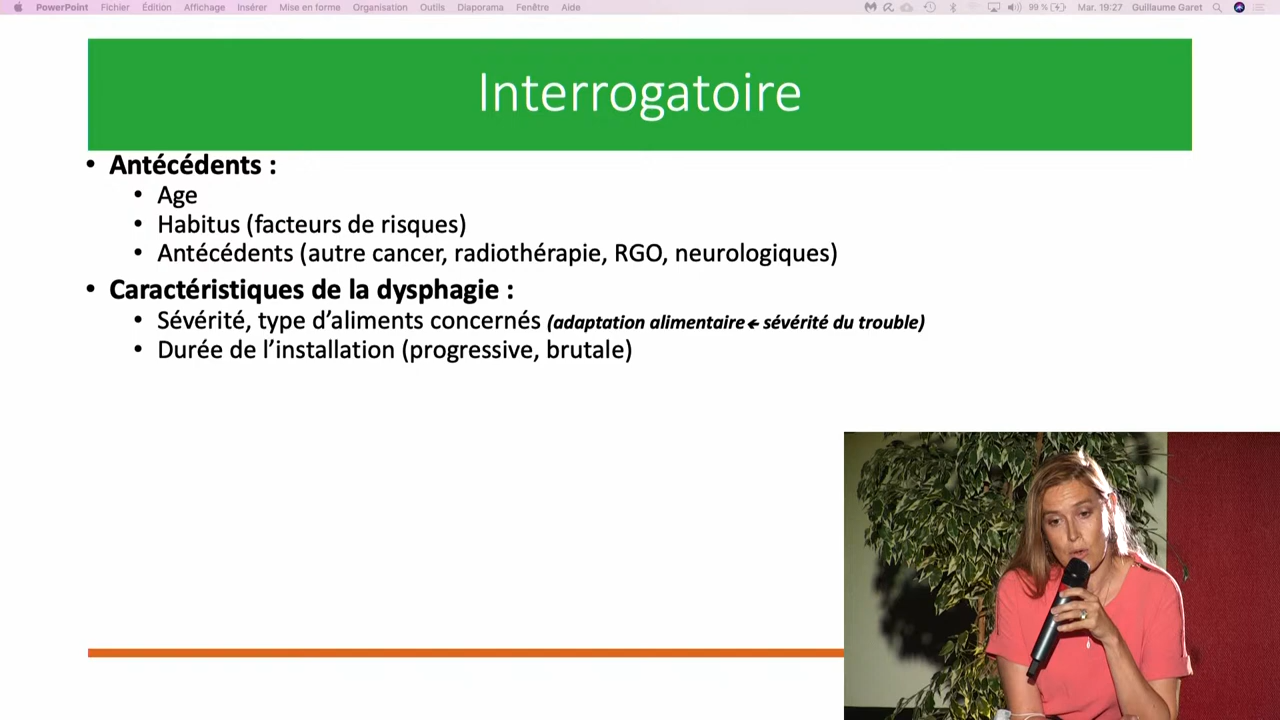 PowerPoint Fichier Édition Affichage Insérer Mise en forme Organisation Outils Diaporama Fenêtre Aide 99 % Mar. 19:27 Guillaume Garet
Interrogatoire
• Antécédents :
• Age
• Habitus (facteurs de risques)
• Antécédents (autre cancer, radiothérapie, RGO, neurologiques)
• Caractéristiques de la dysphagie :
• Sévérité, type d’aliments concernés (adaptation alimentaire← sévérité du trouble)
• Durée de l’installation (progressive, brutale)